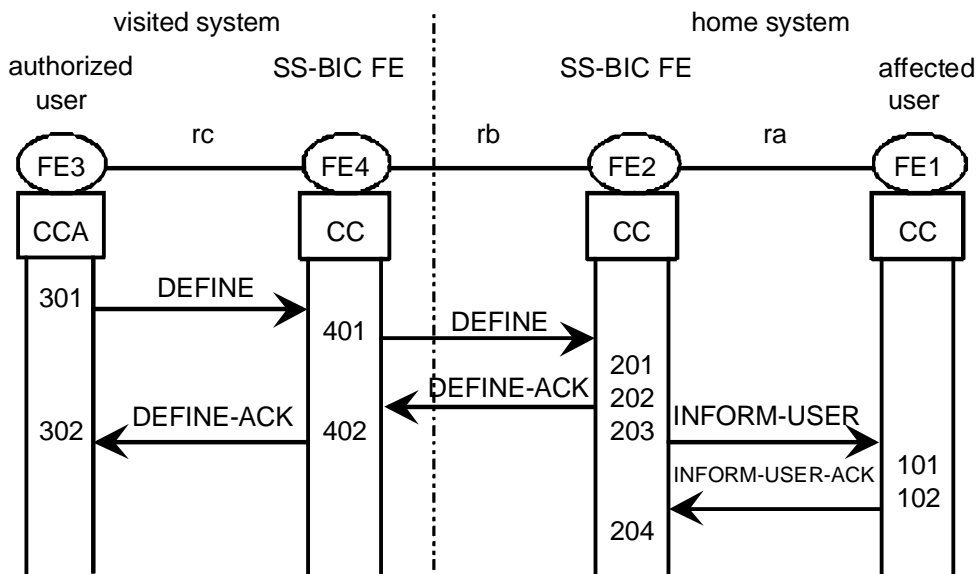 visited system home system
authorized user SS-BIC FE SS-BIC FE affected user
rc rb ra
FE3 FE4 FE2 FE1
CCA CC CC CC
301 DEFINE
401 DEFINE
201
DEFINE-ACK 202
302 DEFINE-ACK 402 203 INFORM-USER
101
INFORM-USER-ACK 102
204